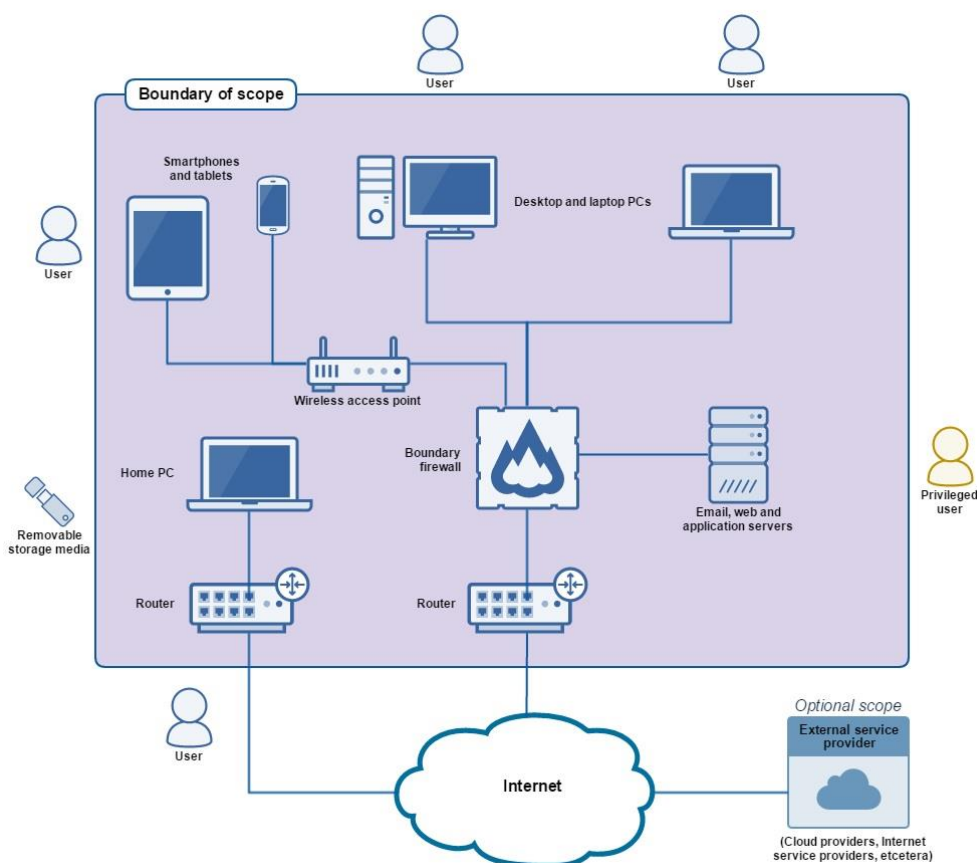 User
User
Boundary of scope
Smartphones
and tablets
Desktop and laptop PCs
User
Wireless access point
Boundary
firewall
Home PC
Email, web and
application servers
Privileged
user
Removable
storage media
Router
Router
User
Optional scope
External service
provider
Internet
(Cloud providers, Internet
service providers, etcetera)